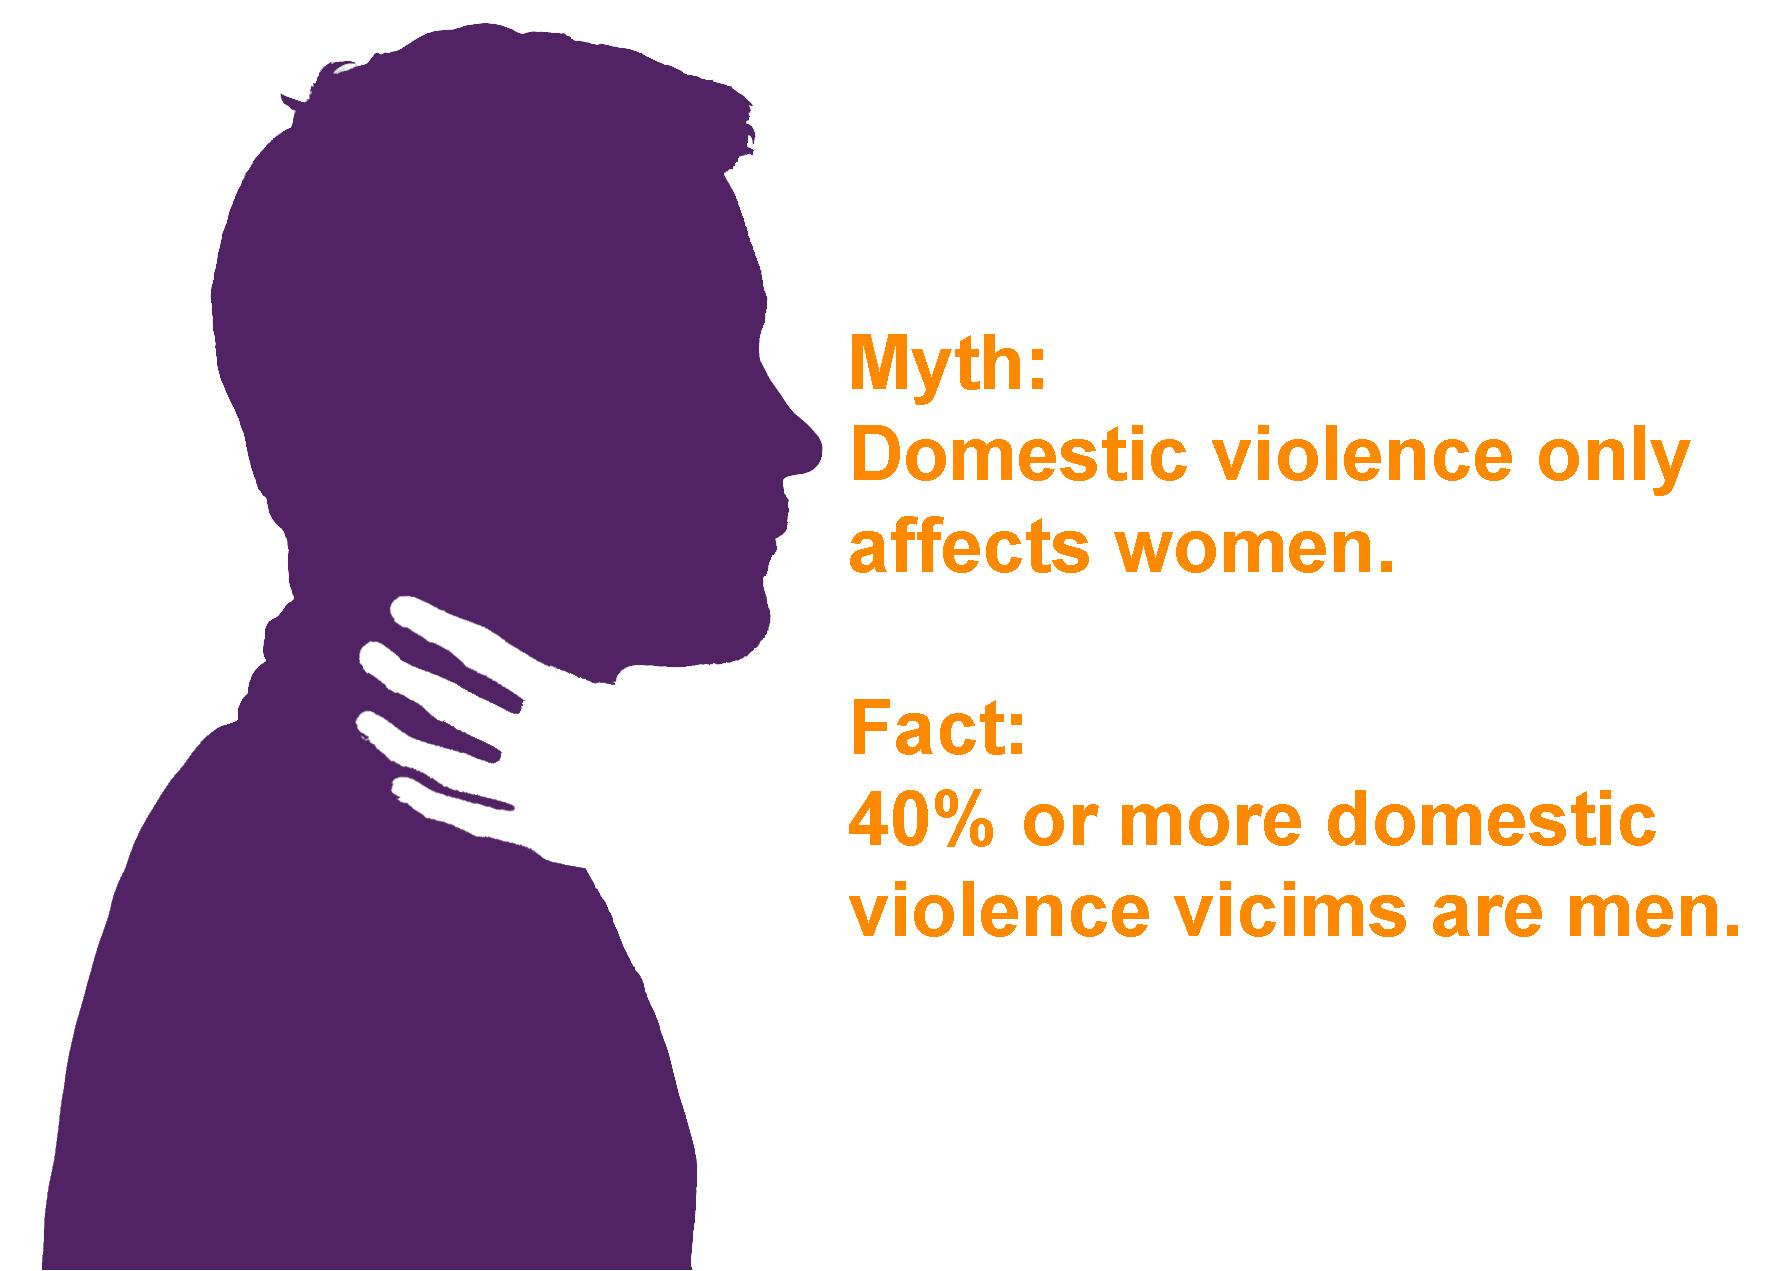 Myth:
Domestic violence only
affects women.
Fact:
40% or more domestic
violence vicims are men.